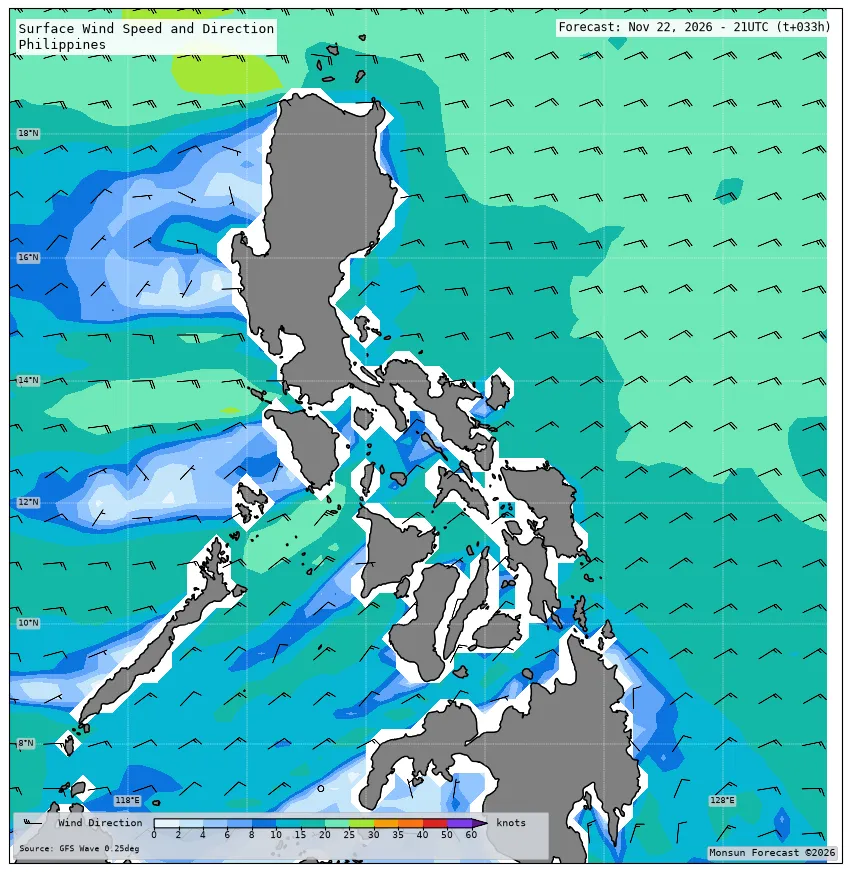 Surface Wind Speed and Direction
Philippines
Forecast: Nov 22, 2026 - 21UTC (t+033h)
18°N
16°N
14°N
12°N
10°N
8°N
118°E
128°E
Wind Direction
0 2 4 6 8 10 15 20 25 30 35 40 50 60
knots
Source: GFS Wave 0.25deg
Monsun Forecast ©2026